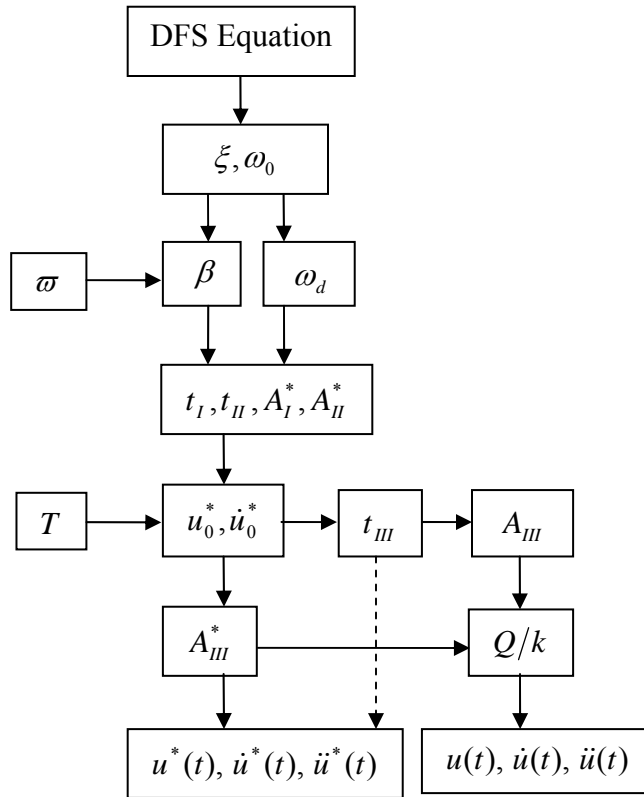 DFS Equation
ξ, ω₀
ϖ
β
ω_d
t_I, t_II, A*_I, A*_II
T
u*₀, u̇*₀
t_III
A_III
A*_III
Q/k
u*(t), u̇*(t), ü*(t)
u(t), u̇(t), ü(t)